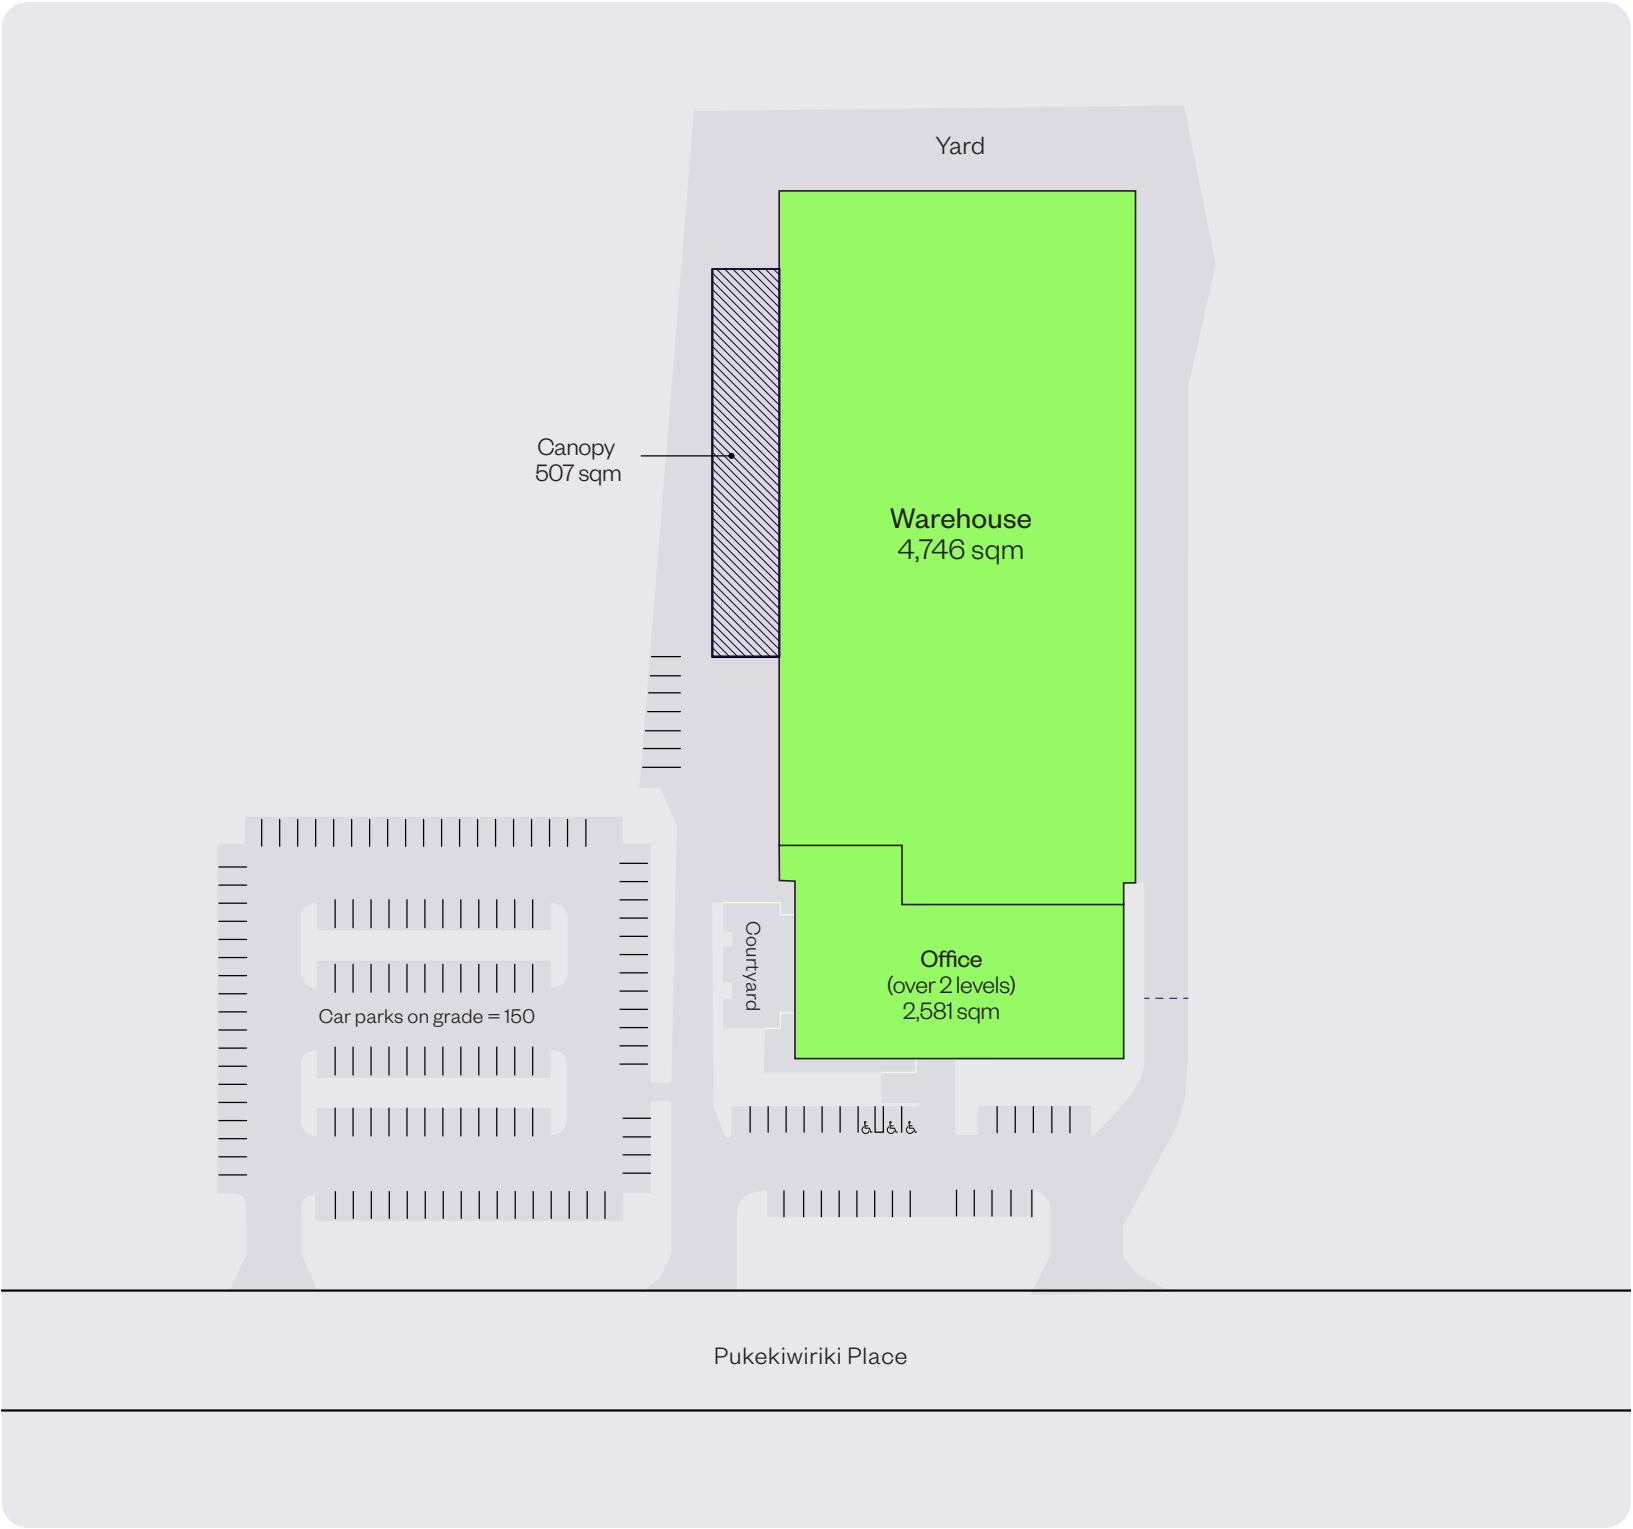 Yard
Canopy
507 sqm
Warehouse
4,746 sqm
Courtyard
Office
(over 2 levels)
2,581 sqm
Car parks on grade = 150
Pukekiwiriki Place